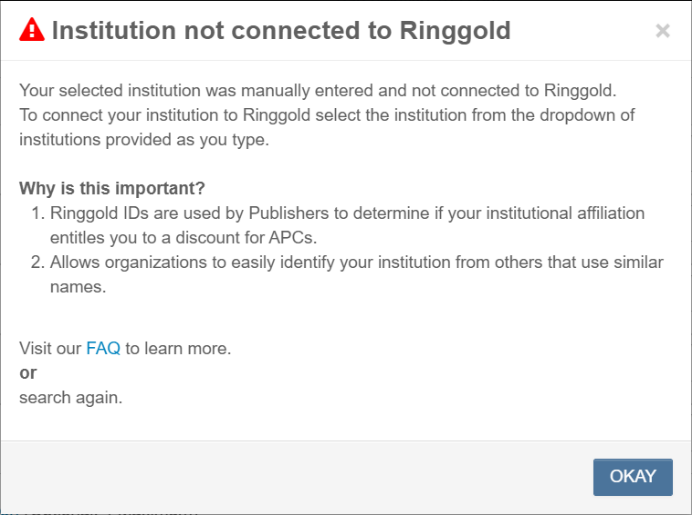 Institution not connected to Ringgold
×
Your selected institution was manually entered and not connected to Ringgold.
To connect your institution to Ringgold select the institution from the dropdown of
institutions provided as you type.
Why is this important?
1. Ringgold IDs are used by Publishers to determine if your institutional affiliation
entitles you to a discount for APCs.
2. Allows organizations to easily identify your institution from others that use similar
names.
Visit our FAQ to learn more.
or
search again.
OKAY